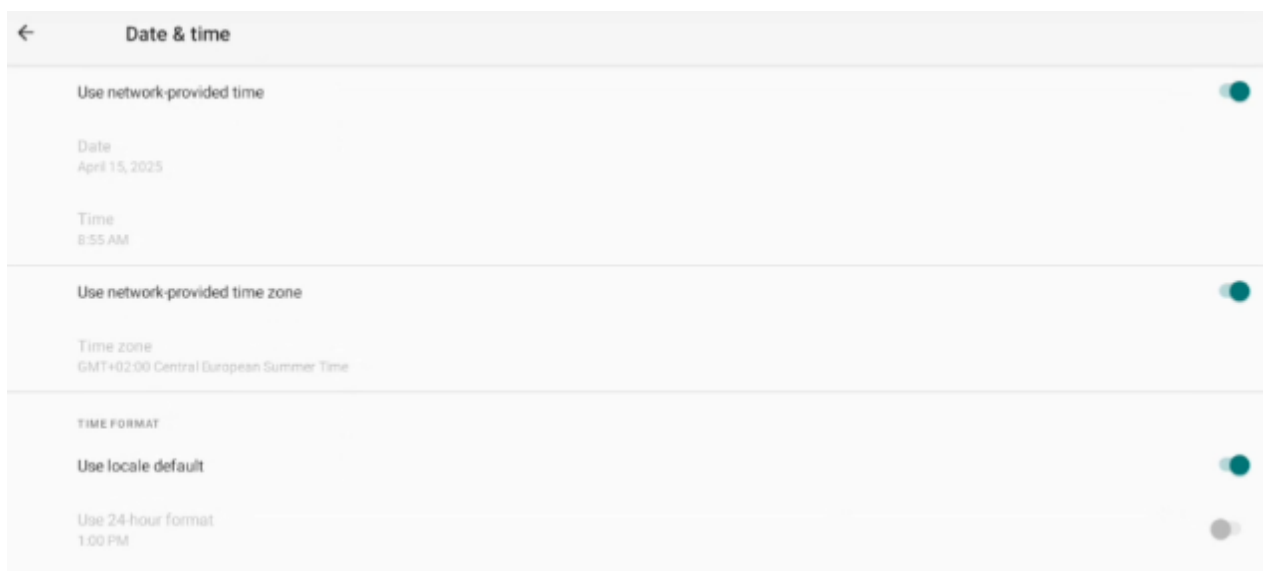 Date & time
Use network-provided time
Date
April 15, 2025
Time
8:55 AM
Use network-provided time zone
Time zone
GMT+02:00 Central European Summer Time
TIME FORMAT
Use locale default
Use 24-hour format
1:00 PM